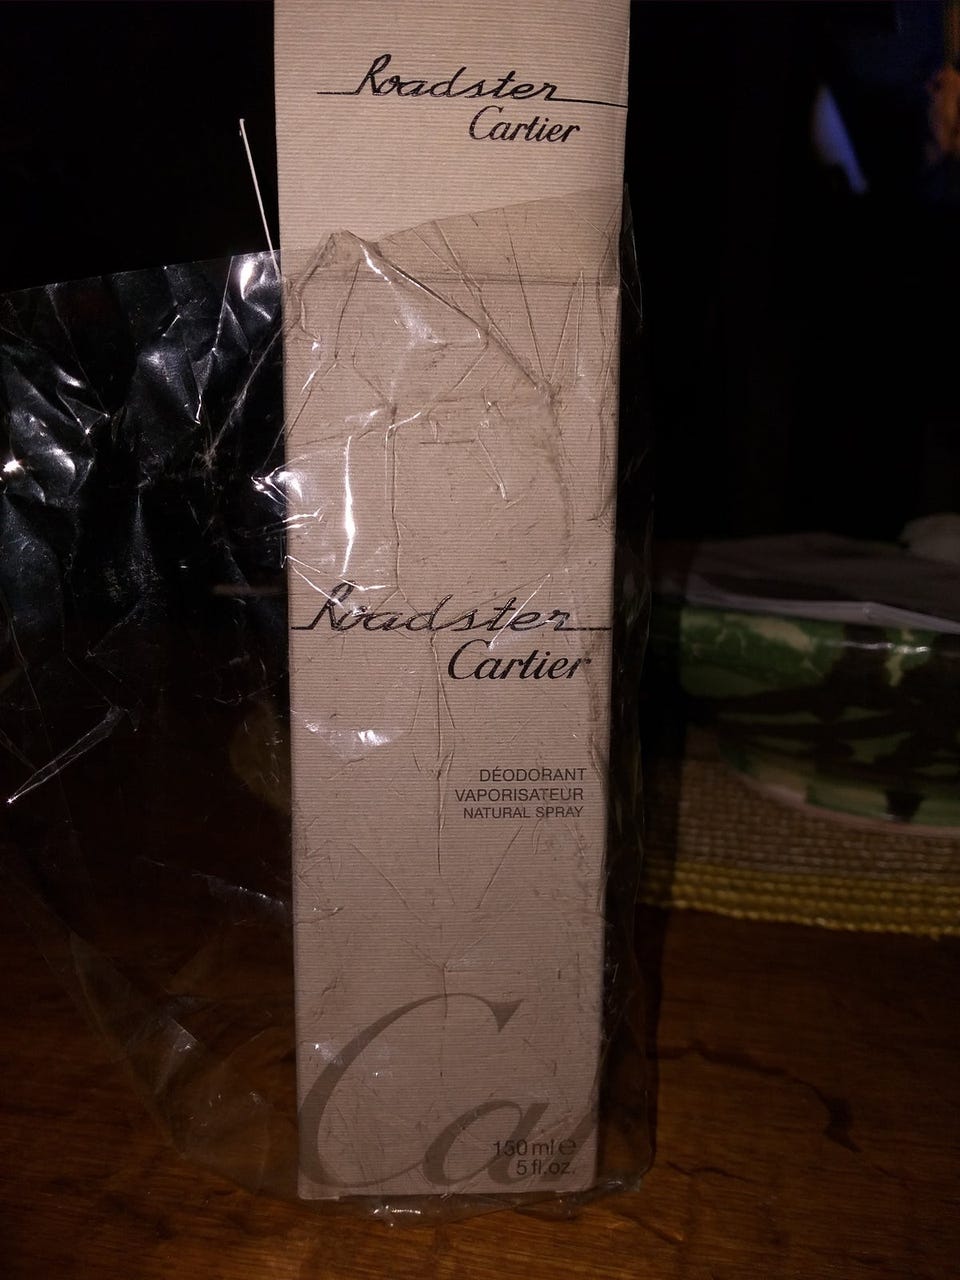 Roadster
Cartier
Roadster
Cartier
DÉODORANT
VAPORISATEUR
NATURAL SPRAY
Ca
150 ml e
5 fl.oz.